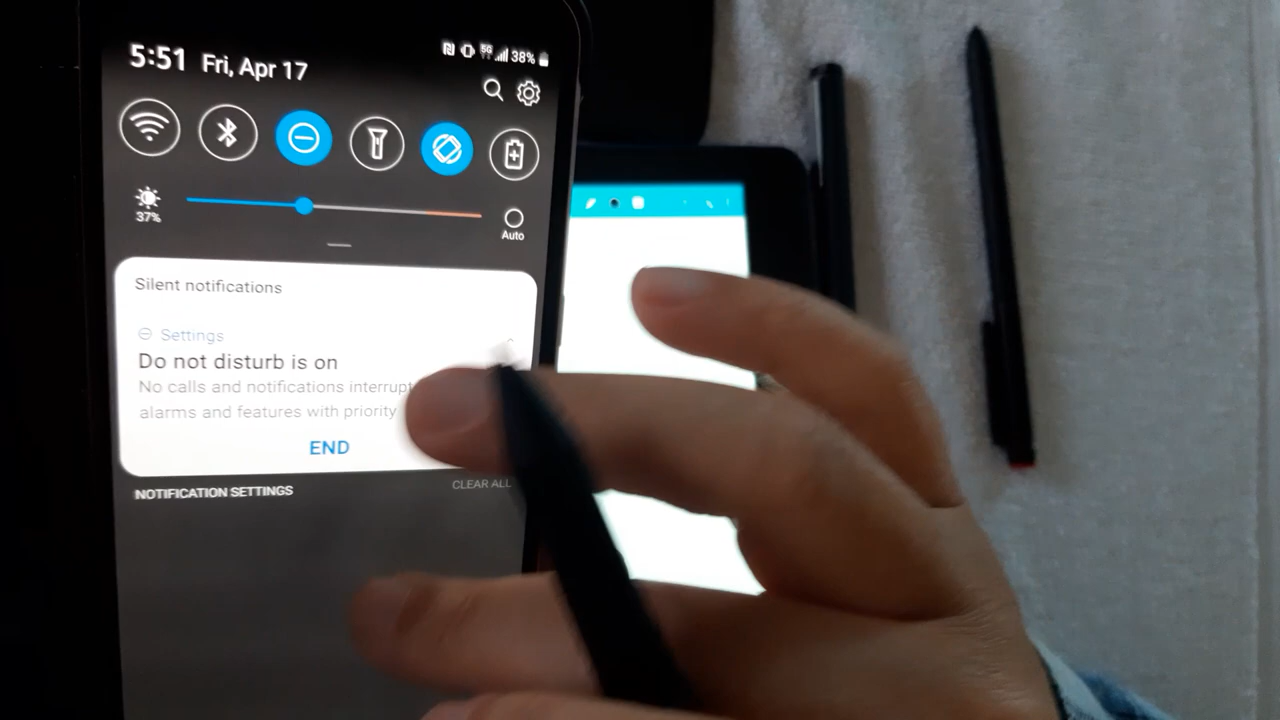 5:51 Fri, Apr 17
5G 38%
37%
Auto
Silent notifications
Settings
Do not disturb is on
No calls and notifications interrupt
alarms and features with priority
END
NOTIFICATION SETTINGS
CLEAR ALL